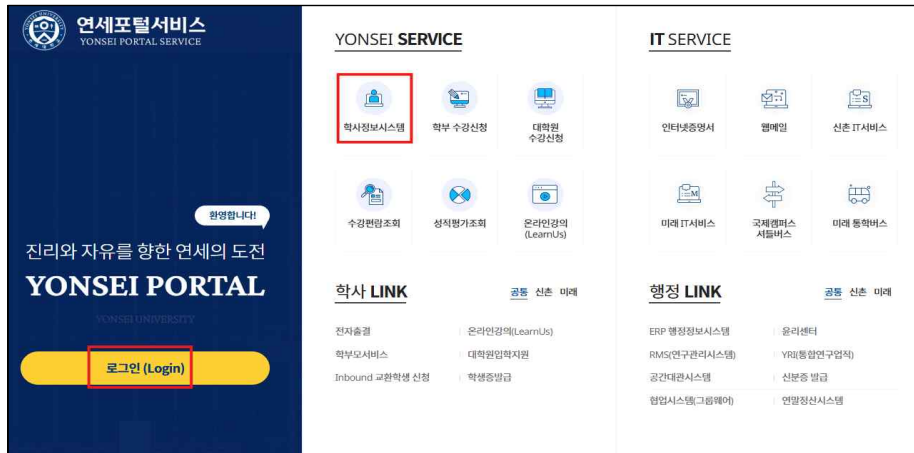 연세포털서비스
YONSEI PORTAL SERVICE
환영합니다!
진리와 자유를 향한 연세의 도전
YONSEI PORTAL
YONSEI UNIVERSITY
로그인 (Login)
YONSEI SERVICE
학사정보시스템
학부 수강신청
대학원
수강신청
수강편람조회
성적평가조회
온라인강의
(LearnUs)
학사 LINK
공통 신촌 미래
전자출결
온라인강의(LearnUs)
학부모서비스
대학원입학지원
Inbound 교환학생 신청
학생증발급
IT SERVICE
인터넷증명서
웹메일
신촌 IT서비스
미래 IT서비스
국제캠퍼스
셔틀버스
미래 통학버스
행정 LINK
공통 신촌 미래
ERP 행정정보시스템
윤리센터
RMS(연구관리시스템)
YRI(통합연구업적)
공간대관시스템
신분증 발급
협업시스템(그룹웨어)
연말정산시스템